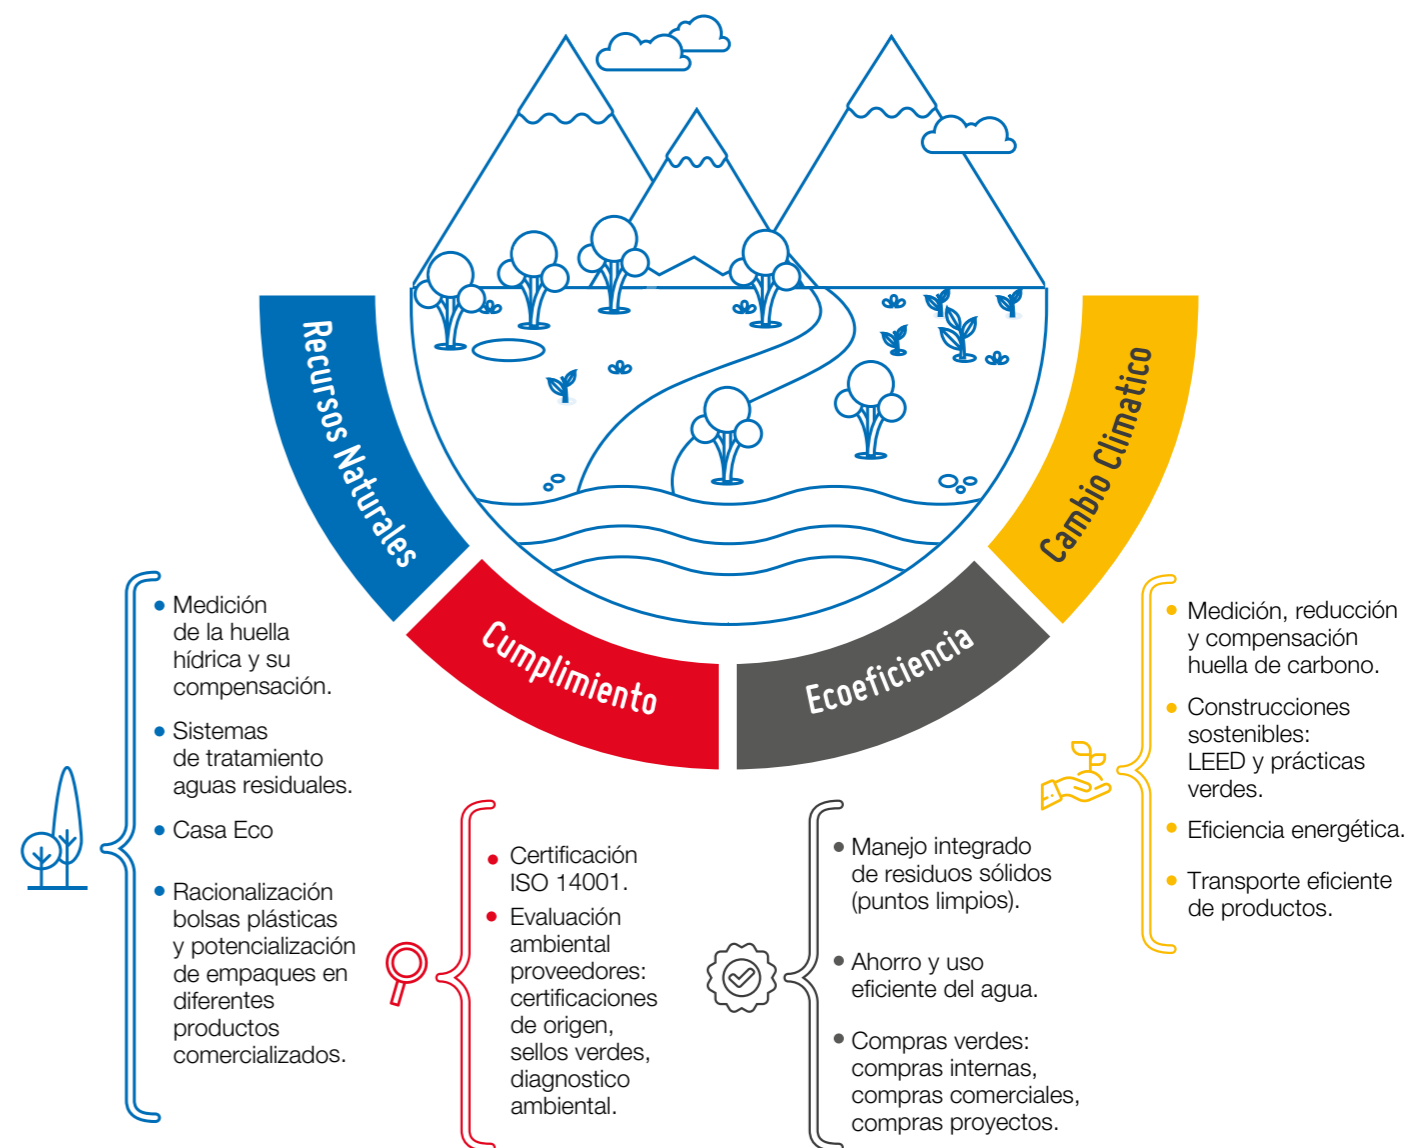 Recursos Naturales
Cumplimiento
Ecoeficiencia
Cambio Climatico
Medición
de la huella
hídrica y su
compensación.
Sistemas
de tratamiento
aguas residuales.
Casa Eco
Racionalización
bolsas plásticas
y potencialización
de empaques en
diferentes
productos
comercializados.
Certificación
ISO 14001.
Evaluación
ambiental
proveedores:
certificaciones
de origen,
sellos verdes,
diagnostico
ambiental.
Manejo integrado
de residuos sólidos
(puntos limpios).
Ahorro y uso
eficiente del agua.
Compras verdes:
compras internas,
compras comerciales,
compras proyectos.
Medición, reducción
y compensación
huella de carbono.
Construcciones
sostenibles:
LEED y prácticas
verdes.
Eficiencia energética.
Transporte eficiente
de productos.